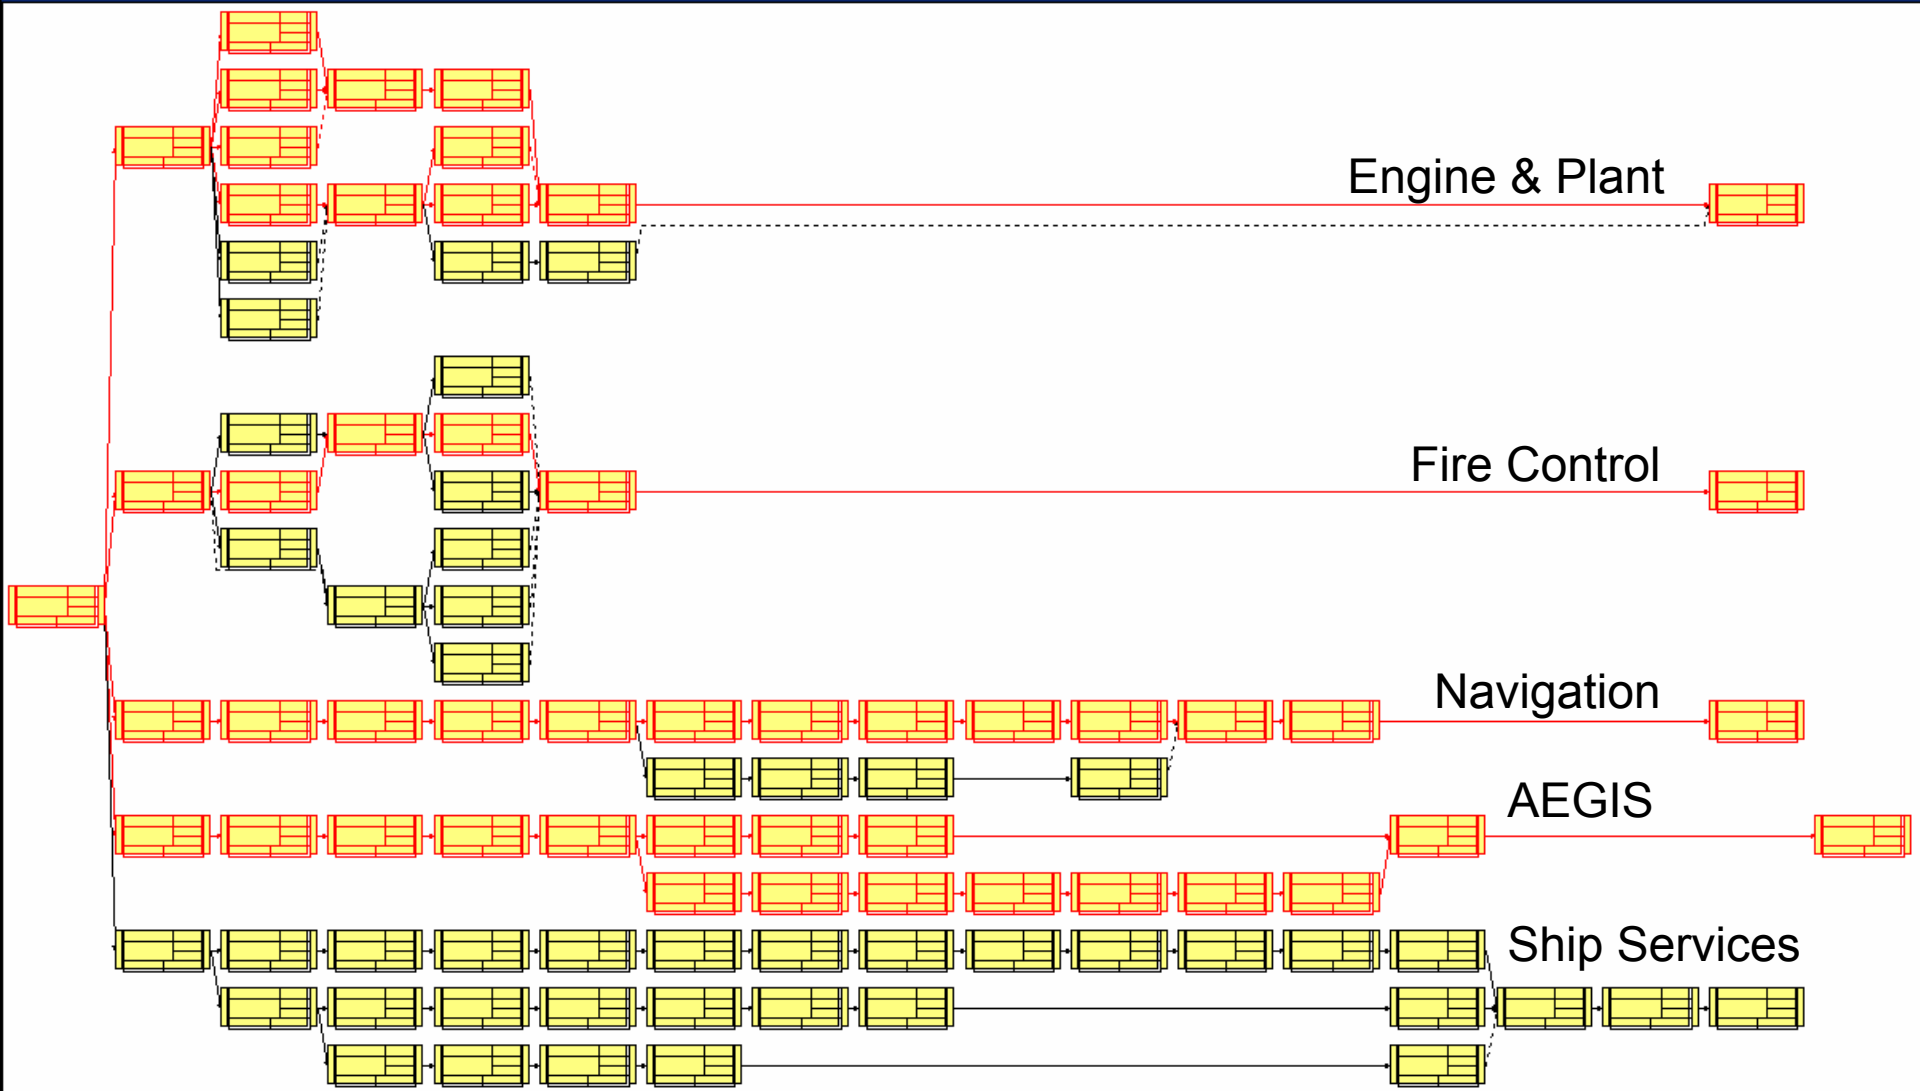 Engine & Plant
Fire Control
Navigation
AEGIS
Ship Services